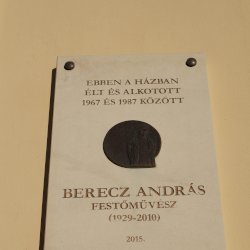 EBBEN A HÁZBAN
ÉLT ÉS ALKOTOTT
1967 ÉS 1987 KÖZÖTT
BERECZ ANDRÁS
FESTŐMŰVÉSZ
(1929-2010)
2015.